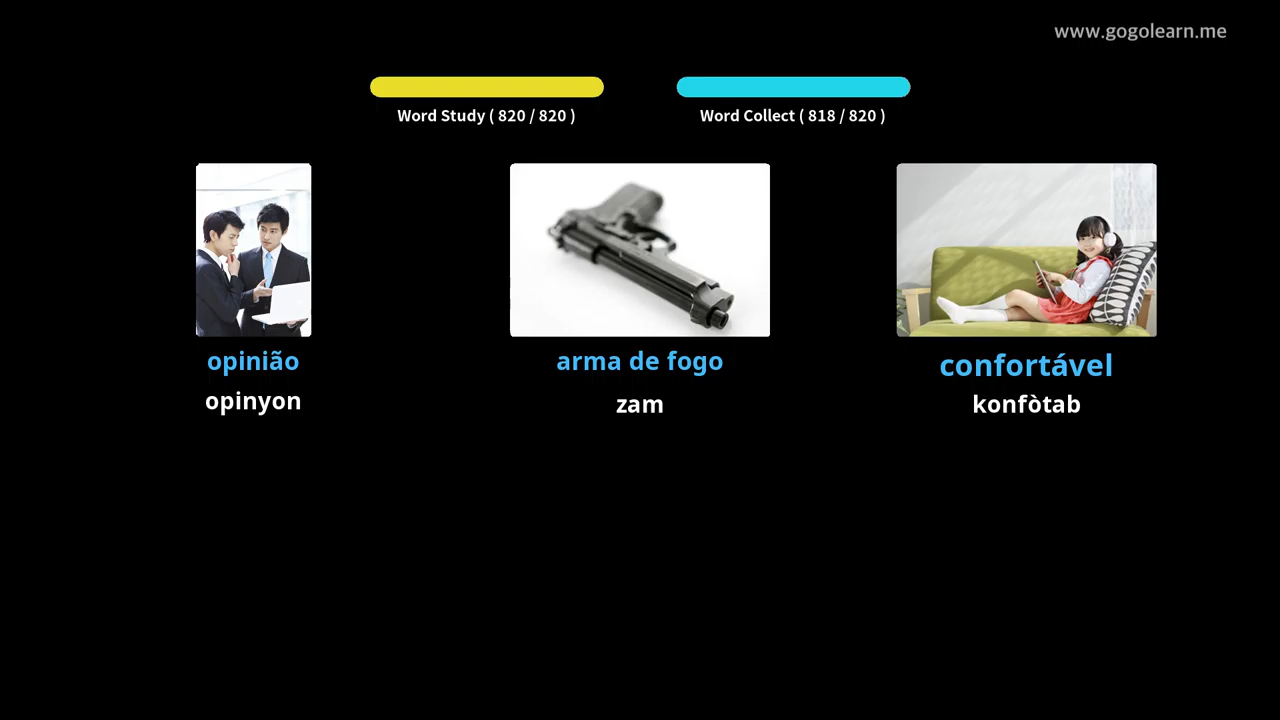 www.gogolearn.me
Word Study ( 820 / 820 )
Word Collect ( 818 / 820 )
opinião
opinyon
arma de fogo
zam
confortável
konfòtab